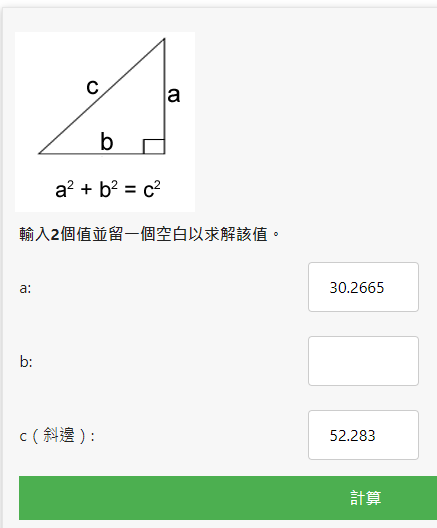 c
a
b
a² + b² = c²
輸入2個值並留一個空白以求解該值。
a: 30.2665
b:
c（斜邊）: 52.283
計算